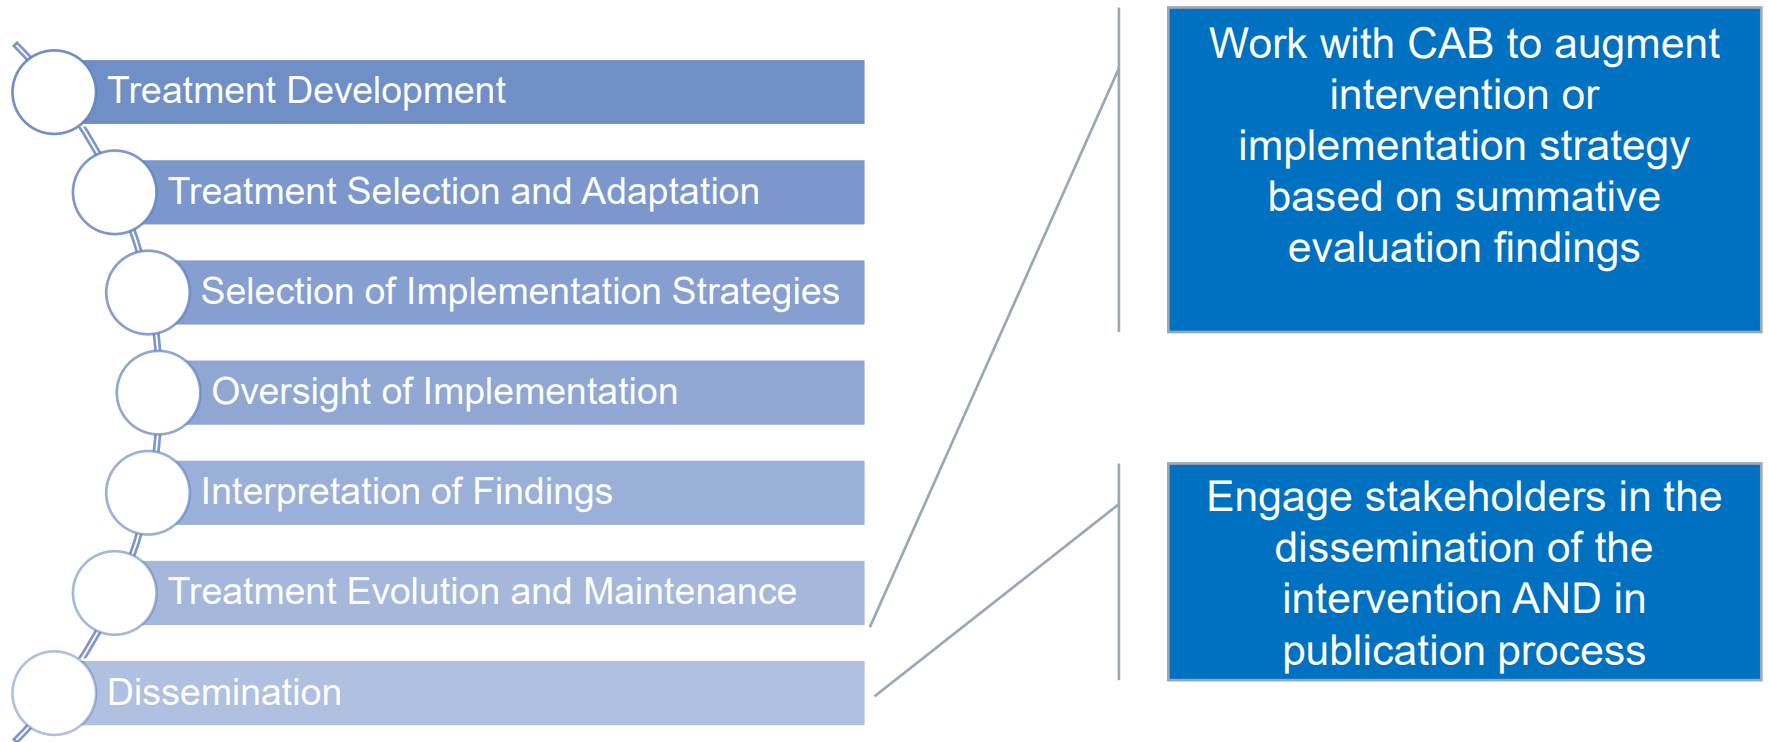 Treatment Development
Treatment Selection and Adaptation
Selection of Implementation Strategies
Oversight of Implementation
Interpretation of Findings
Treatment Evolution and Maintenance
Dissemination
Work with CAB to augment
intervention or
implementation strategy
based on summative
evaluation findings
Engage stakeholders in the
dissemination of the
intervention AND in
publication process